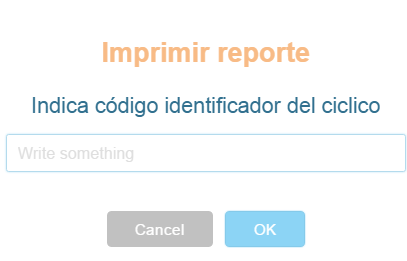 Imprimir reporte
Indica código identificador del ciclico
Write something
Cancel OK